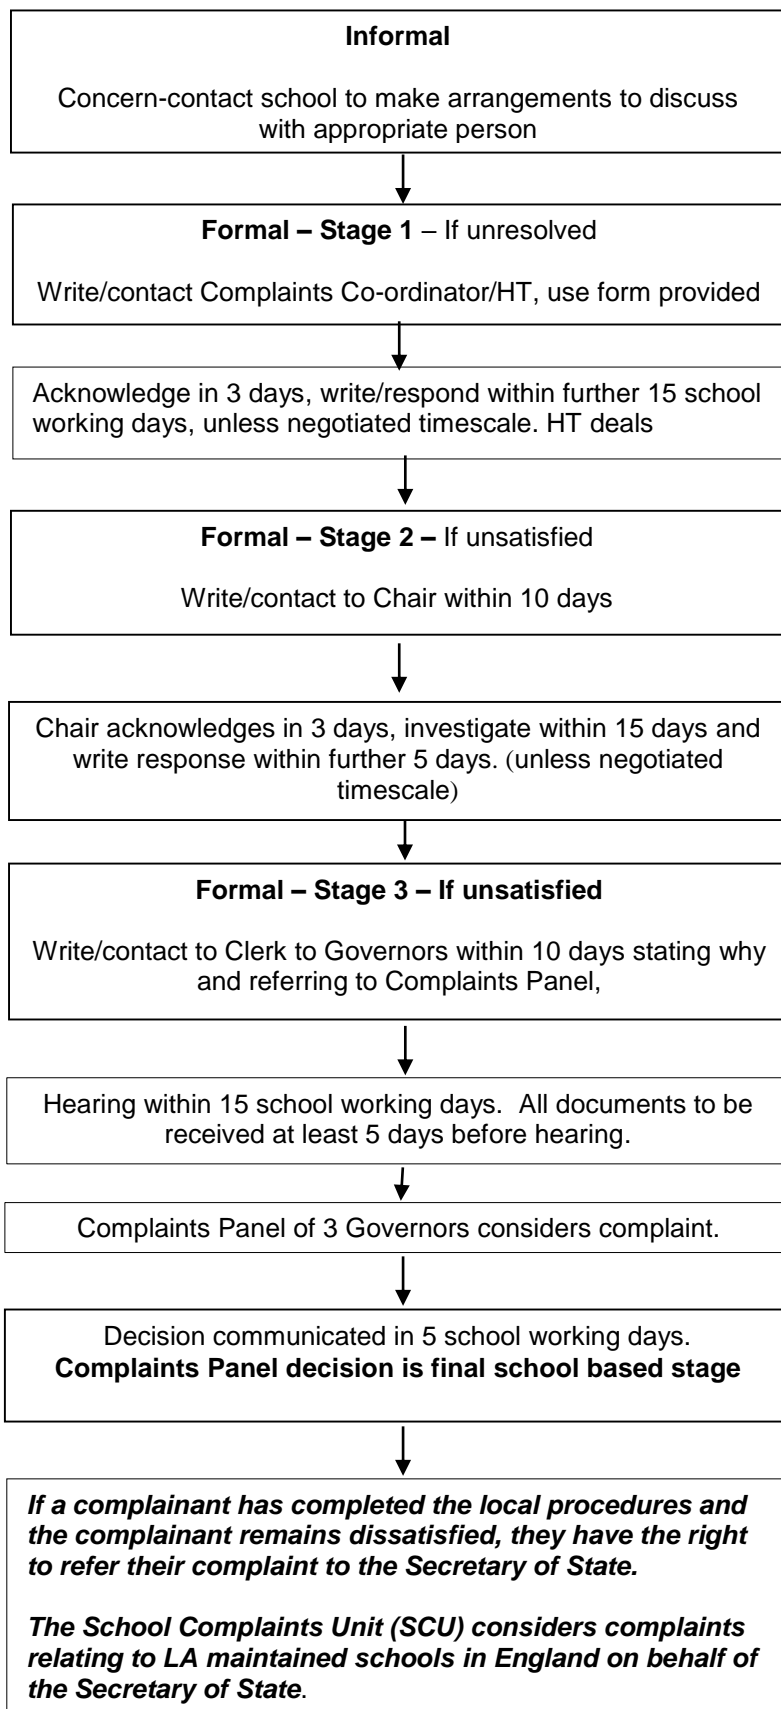 Informal
Concern-contact school to make arrangements to discuss
with appropriate person
Formal – Stage 1 – If unresolved
Write/contact Complaints Co-ordinator/HT, use form provided
Acknowledge in 3 days, write/respond within further 15 school
working days, unless negotiated timescale. HT deals
Formal – Stage 2 – If unsatisfied
Write/contact to Chair within 10 days
Chair acknowledges in 3 days, investigate within 15 days and
write response within further 5 days. (unless negotiated
timescale)
Formal – Stage 3 – If unsatisfied
Write/contact to Clerk to Governors within 10 days stating why
and referring to Complaints Panel,
Hearing within 15 school working days.  All documents to be
received at least 5 days before hearing.
Complaints Panel of 3 Governors considers complaint.
Decision communicated in 5 school working days.
Complaints Panel decision is final school based stage
If a complainant has completed the local procedures and
the complainant remains dissatisfied, they have the right
to refer their complaint to the Secretary of State.
The School Complaints Unit (SCU) considers complaints
relating to LA maintained schools in England on behalf of
the Secretary of State.